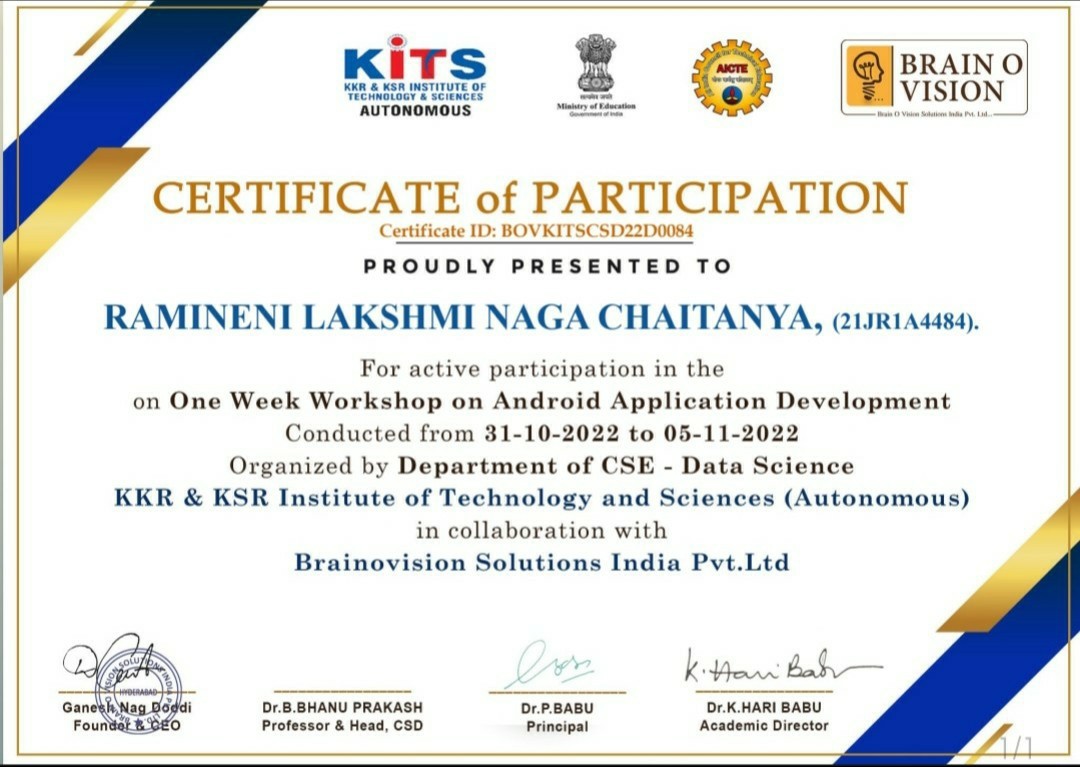 KiTS
KKR & KSR INSTITUTE OF
TECHNOLOGY & SCIENCES
AUTONOMOUS
सत्यमेव जयते
Ministry of Education
Government of India
AICTE
BRAIN O
VISION
Brain O Vision Solutions India Pvt. Ltd...
CERTIFICATE of PARTICIPATION
Certificate ID: BOVKITSCSD22D0084
PROUDLY PRESENTED TO
RAMINENI LAKSHMI NAGA CHAITANYA, (21JR1A4484).
For active participation in the
on One Week Workshop on Android Application Development
Conducted from 31-10-2022 to 05-11-2022
Organized by Department of CSE - Data Science
KKR & KSR Institute of Technology and Sciences (Autonomous)
in collaboration with
Brainovision Solutions India Pvt.Ltd
K. Hari Babu
HYDERABAD
Ganesh Nag Doddi
Founder & CEO
Dr.B.BHANU PRAKASH
Professor & Head, CSD
Dr.P.BABU
Principal
Dr.K.HARI BABU
Academic Director
1/1